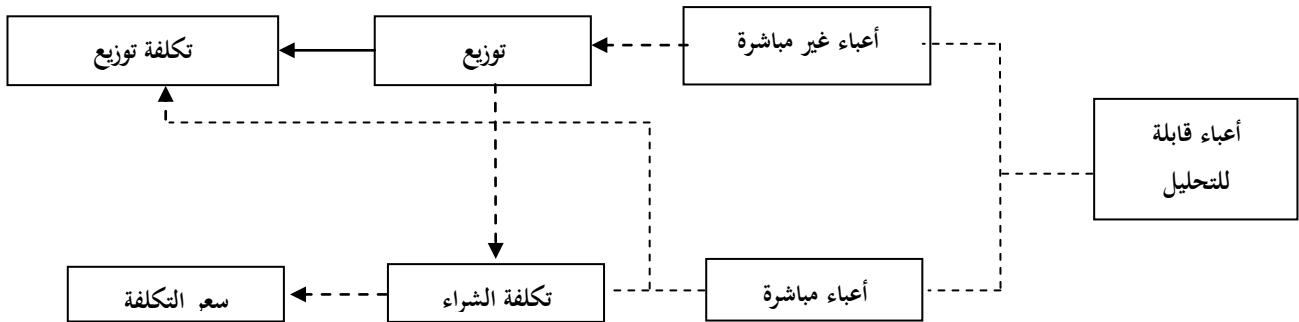 أعباء غير مباشرة
توزيع
تكلفة توزيع
أعباء قابلة
للتحليل
أعباء مباشرة
تكلفة الشراء
سعر التكلفة